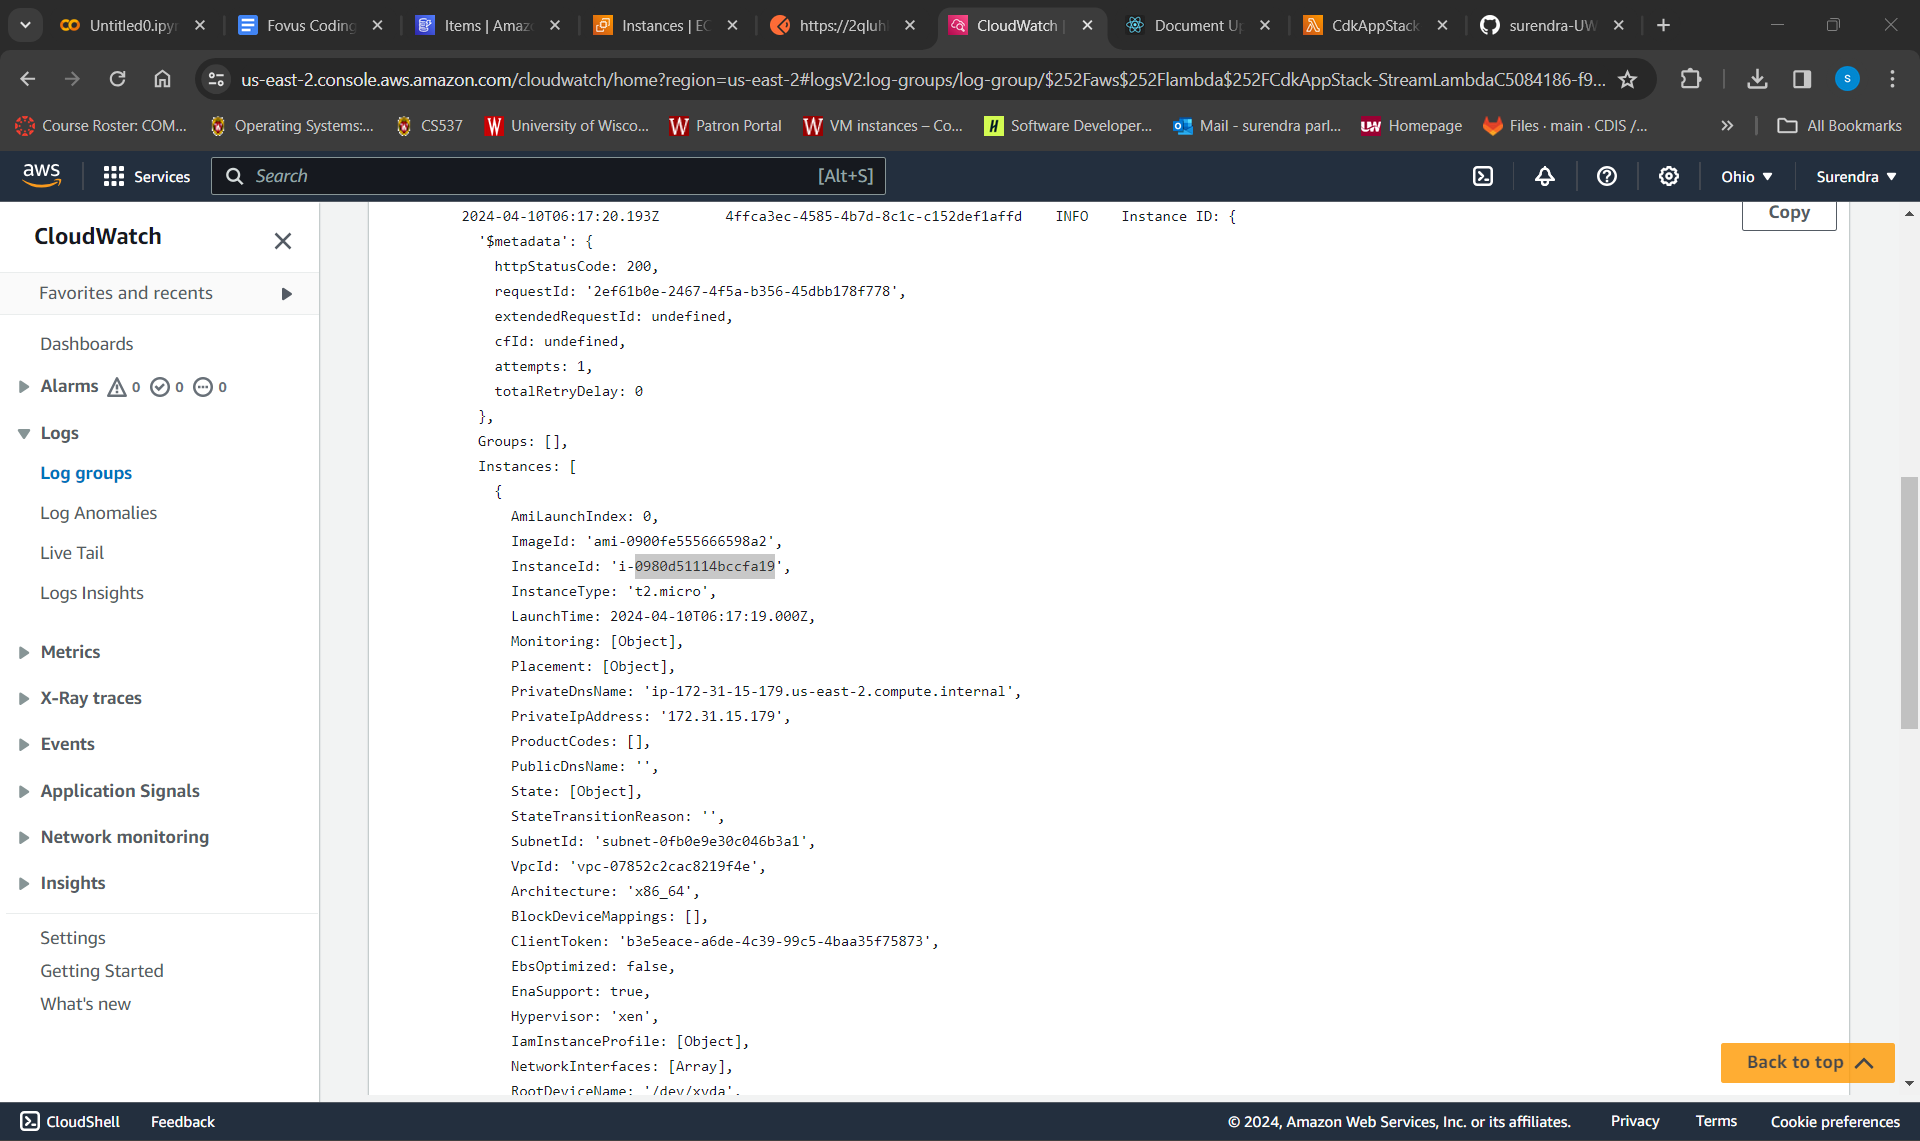 Untitled0.ipyn
Fovus Coding
Items | Amaz
Instances | EC
https://2qluhl
CloudWatch |
Document Up
CdkAppStack
surendra-UW
us-east-2.console.aws.amazon.com/cloudwatch/home?region=us-east-2#logsV2:log-groups/log-group/$252Faws$252Flambda$252FCdkAppStack-StreamLambdaC5084186-f9...
S
Course Roster: COM...
Operating Systems:...
CS537
University of Wisco...
Patron Portal
VM instances – Co...
Software Developer...
Mail - surendra parl...
Homepage
Files · main · CDIS /...
»
All Bookmarks
aws
Services
Search
[Alt+S]
Ohio
Surendra
CloudWatch
Favorites and recents
Dashboards
Alarms 0 0 0
Logs
Log groups
Log Anomalies
Live Tail
Logs Insights
Metrics
X-Ray traces
Events
Application Signals
Network monitoring
Insights
Settings
Getting Started
What's new
2024-04-10T06:17:20.193Z 4ffca3ec-4585-4b7d-8c1c-c152def1affd INFO Instance ID: {
Copy
'$metadata': {
httpStatusCode: 200,
requestId: '2ef61b0e-2467-4f5a-b356-45dbb178f778',
extendedRequestId: undefined,
cfId: undefined,
attempts: 1,
totalRetryDelay: 0
},
Groups: [],
Instances: [
{
AmiLaunchIndex: 0,
ImageId: 'ami-0900fe555666598a2',
InstanceId: 'i-0980d51114bccfa19',
InstanceType: 't2.micro',
LaunchTime: 2024-04-10T06:17:19.000Z,
Monitoring: [Object],
Placement: [Object],
PrivateDnsName: 'ip-172-31-15-179.us-east-2.compute.internal',
PrivateIpAddress: '172.31.15.179',
ProductCodes: [],
PublicDnsName: '',
State: [Object],
StateTransitionReason: '',
SubnetId: 'subnet-0fb0e9e30c046b3a1',
VpcId: 'vpc-07852c2cac8219f4e',
Architecture: 'x86_64',
BlockDeviceMappings: [],
ClientToken: 'b3e5eace-a6de-4c39-99c5-4baa35f75873',
EbsOptimized: false,
EnaSupport: true,
Hypervisor: 'xen',
IamInstanceProfile: [Object],
NetworkInterfaces: [Array],
RootDeviceName: '/dev/xvda',
Back to top
CloudShell
Feedback
© 2024, Amazon Web Services, Inc. or its affiliates.
Privacy
Terms
Cookie preferences